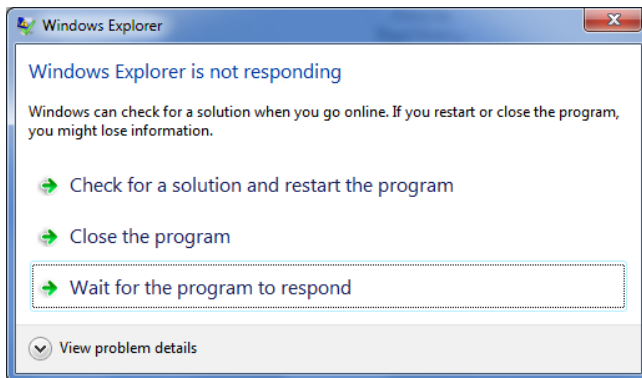 Windows Explorer
Windows Explorer is not responding
Windows can check for a solution when you go online. If you restart or close the program,
you might lose information.
Check for a solution and restart the program
Close the program
Wait for the program to respond
View problem details